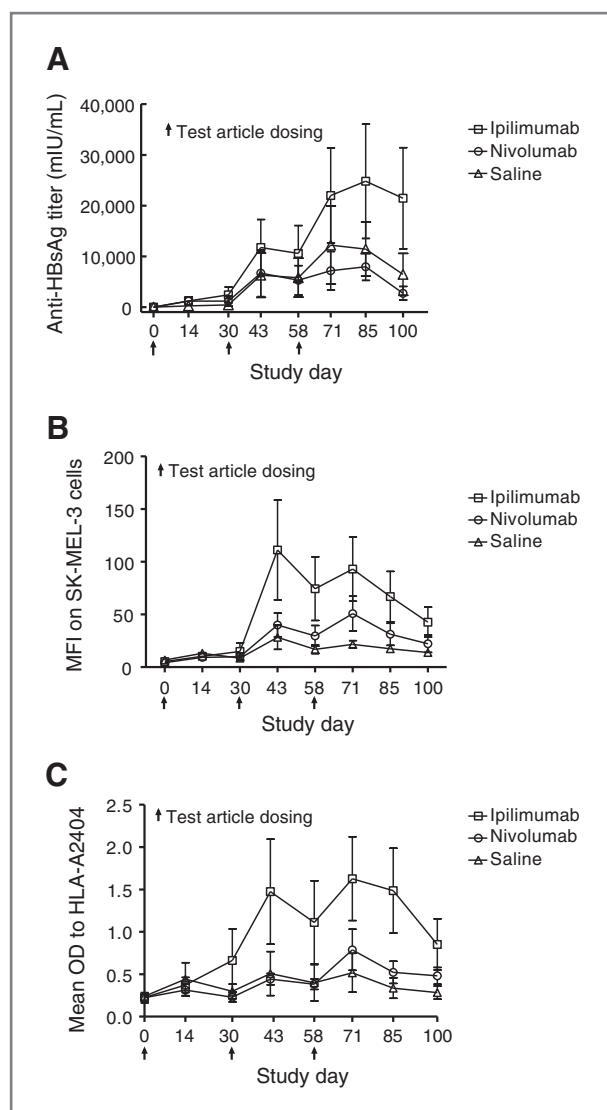 A
Anti-HBsAg titer (mIU/mL)
40,000
30,000
20,000
10,000
0
Test article dosing
Ipilimumab
Nivolumab
Saline
0 14 30 43 58 71 85 100
Study day
B
MFI on SK-MEL-3 cells
200
150
100
50
0
Test article dosing
Ipilimumab
Nivolumab
Saline
0 14 30 43 58 71 85 100
Study day
C
Mean OD to HLA-A2404
2.5
2.0
1.5
1.0
0.5
0.0
Test article dosing
Ipilimumab
Nivolumab
Saline
0 14 30 43 58 71 85 100
Study day